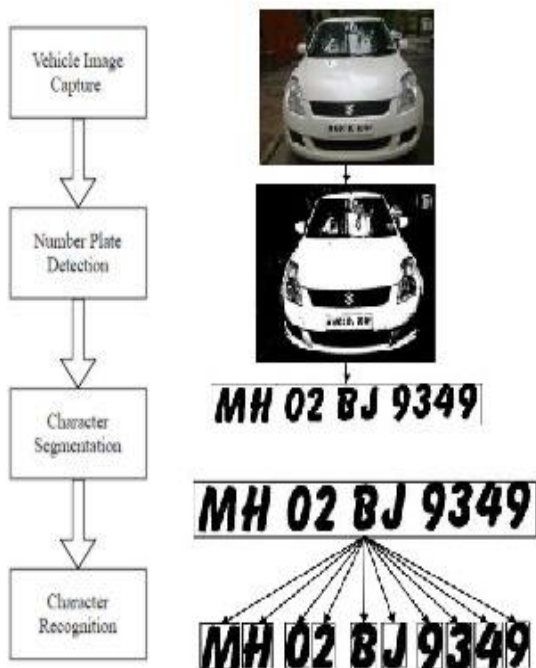 Vehicle Image
Capture
Number Plate
Detection
Character
Segmentation
Character
Recognition
MH 02 BJ 9349
MH 02 BJ 9349
MH 02 BJ 9349